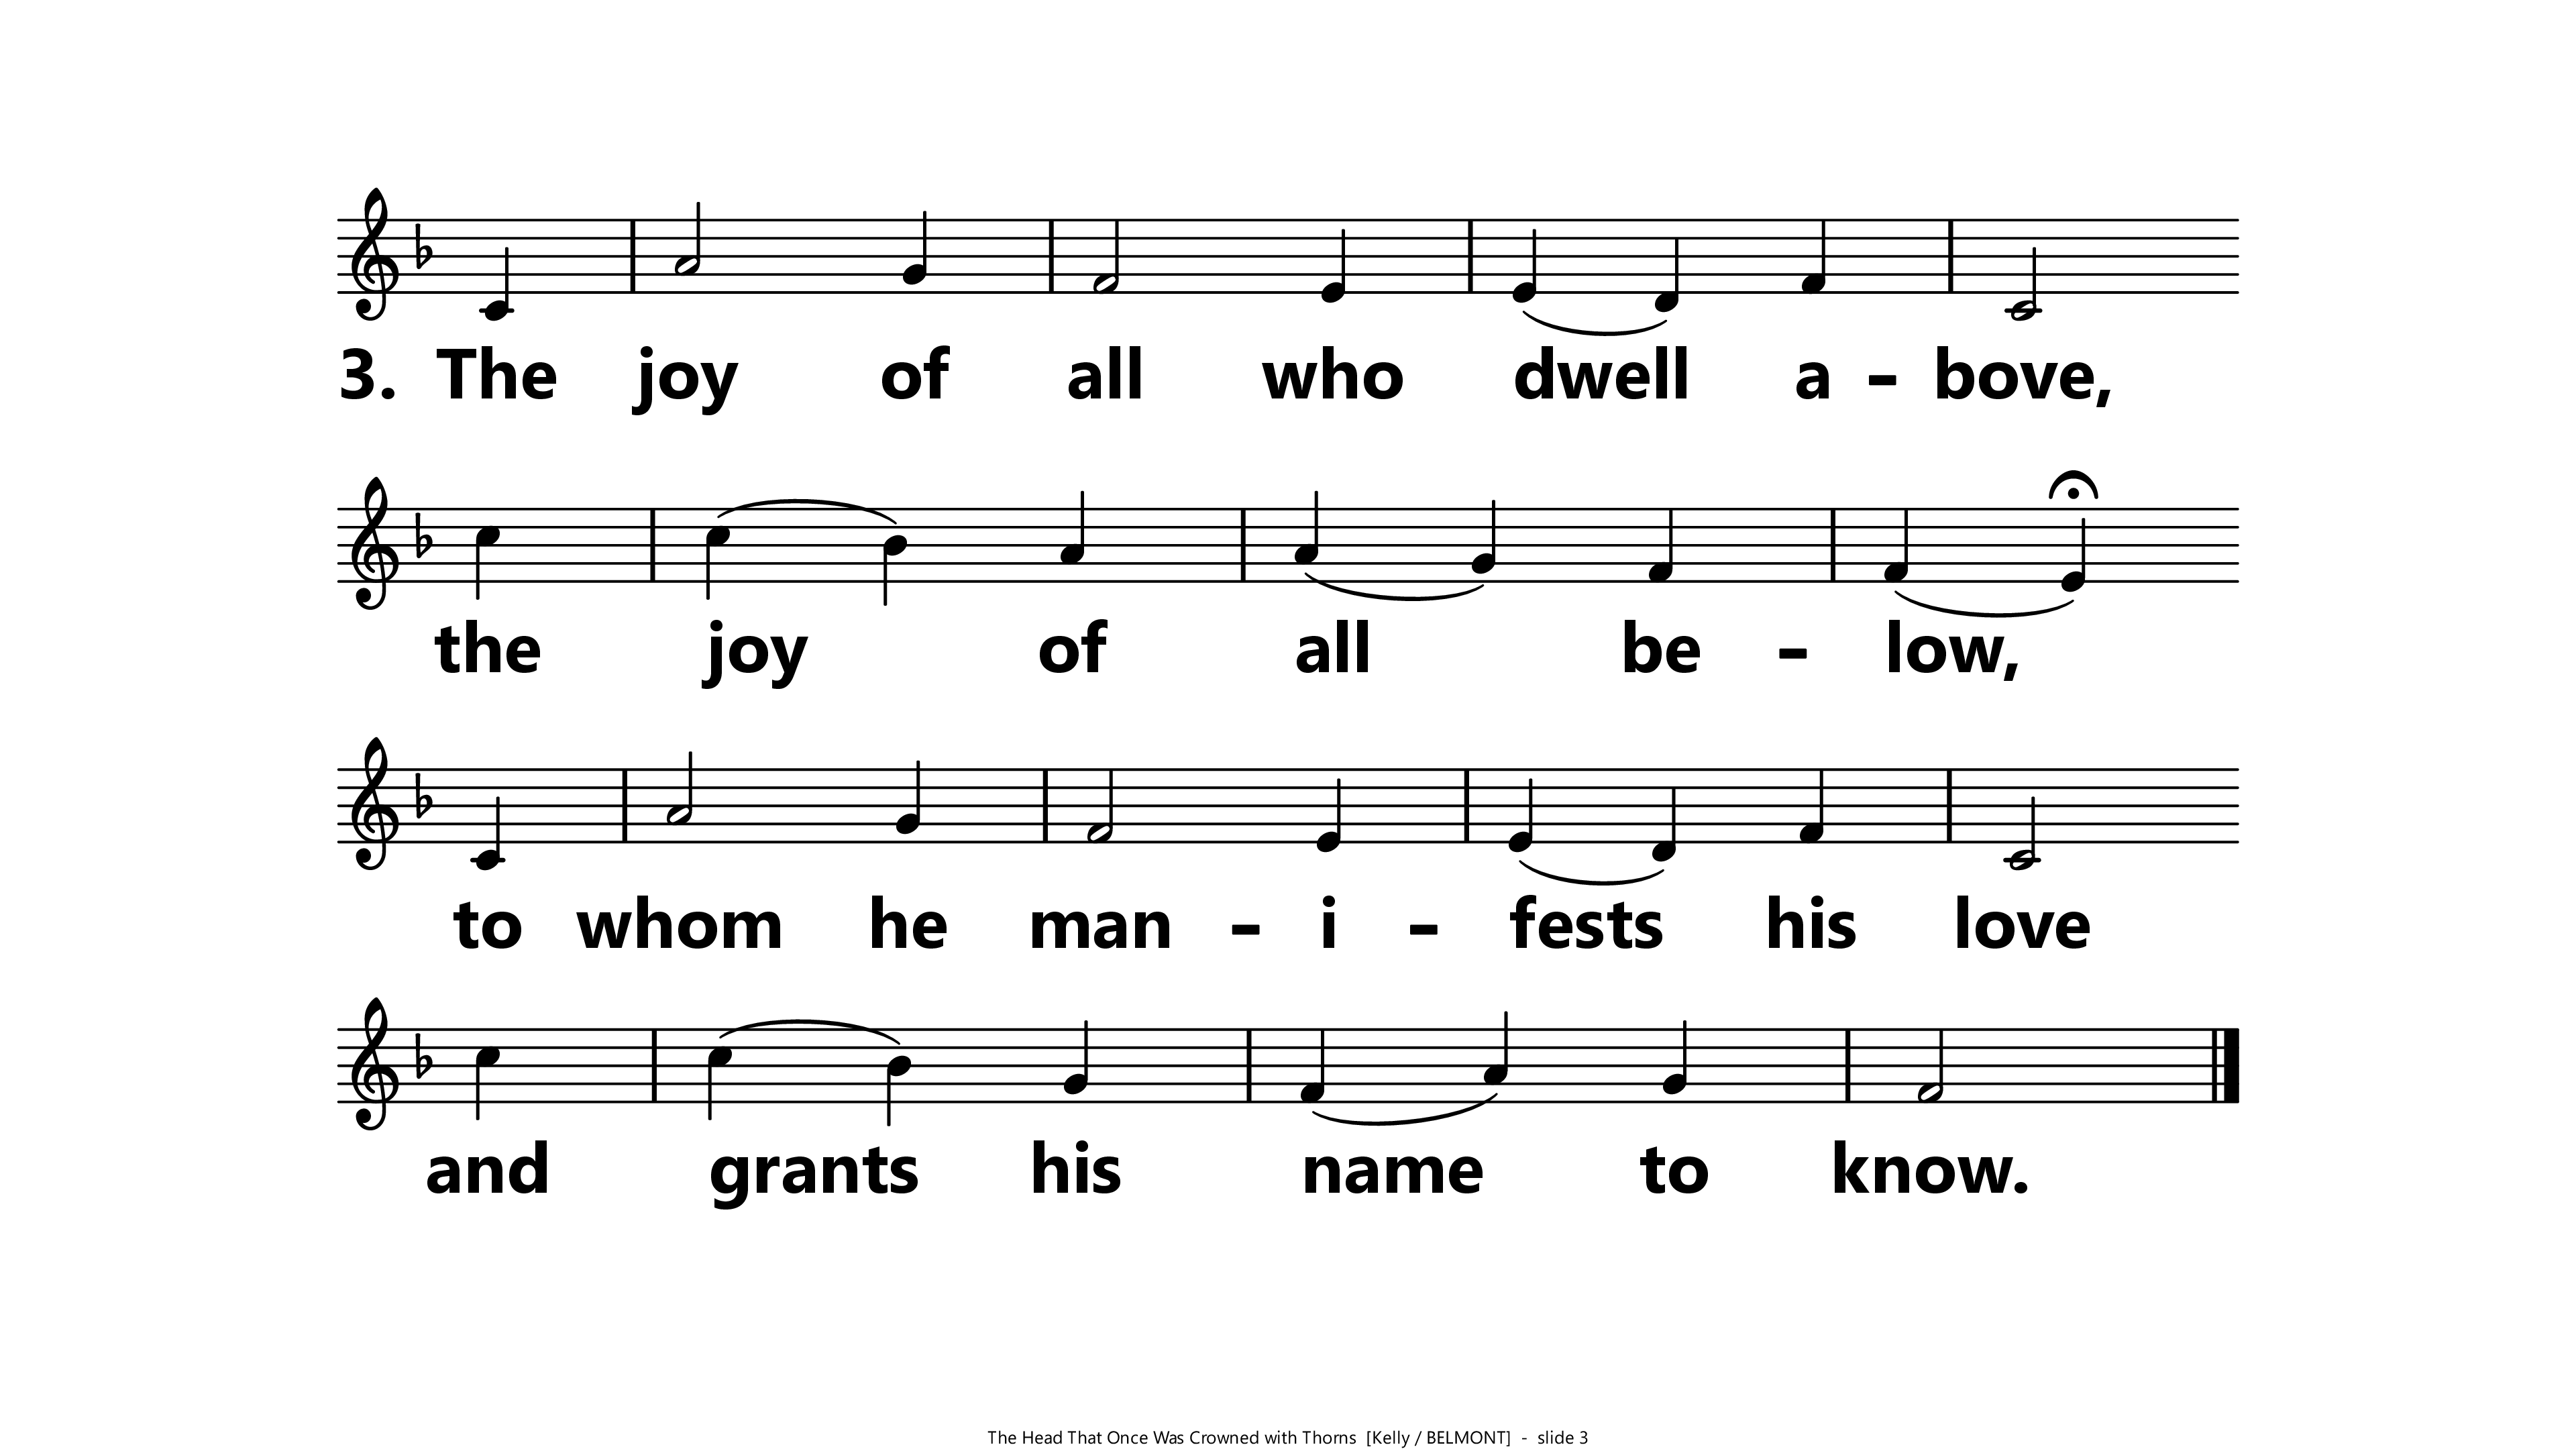 3. The joy of all who dwell a - bove,
the joy of all be - low,
to whom he man - i - fests his love
and grants his name to know.
The Head That Once Was Crowned with Thorns [Kelly / BELMONT] - slide 3